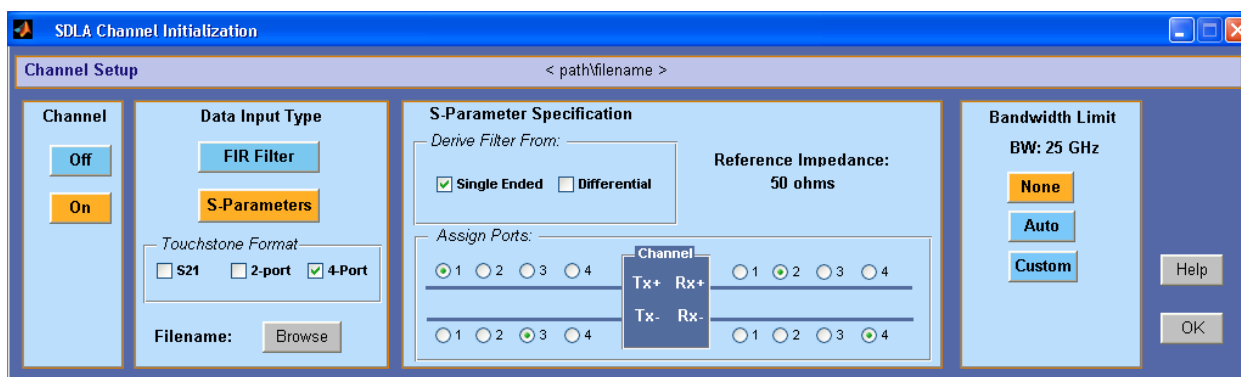 SDLA Channel Initialization
Channel Setup
< path\filename >
Channel
Off
On
Data Input Type
FIR Filter
S-Parameters
Touchstone Format
S21 2-port 4-Port
Filename: Browse
S-Parameter Specification
Derive Filter From:
Single Ended Differential
Reference Impedance:
50 ohms
Assign Ports:
1 2 3 4
Channel
Tx+ Rx+
1 2 3 4
Tx- Rx-
1 2 3 4
1 2 3 4
Bandwidth Limit
BW: 25 GHz
None
Auto
Custom
Help
OK